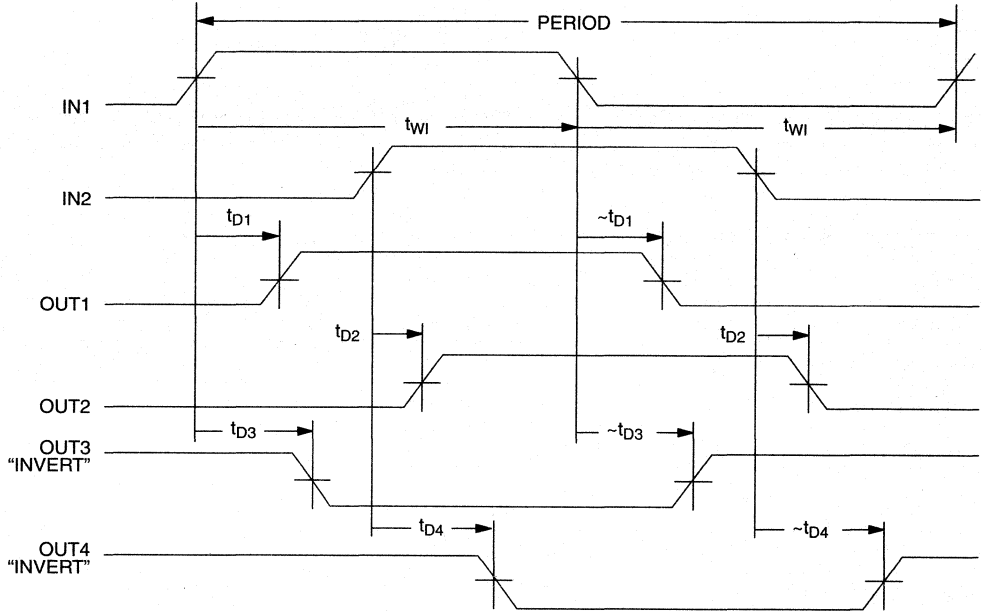 PERIOD
IN1
tWI tWI
IN2
tD1 ~tD1
OUT1
tD2 tD2
OUT2
tD3 ~tD3
OUT3
“INVERT”
tD4 ~tD4
OUT4
“INVERT”